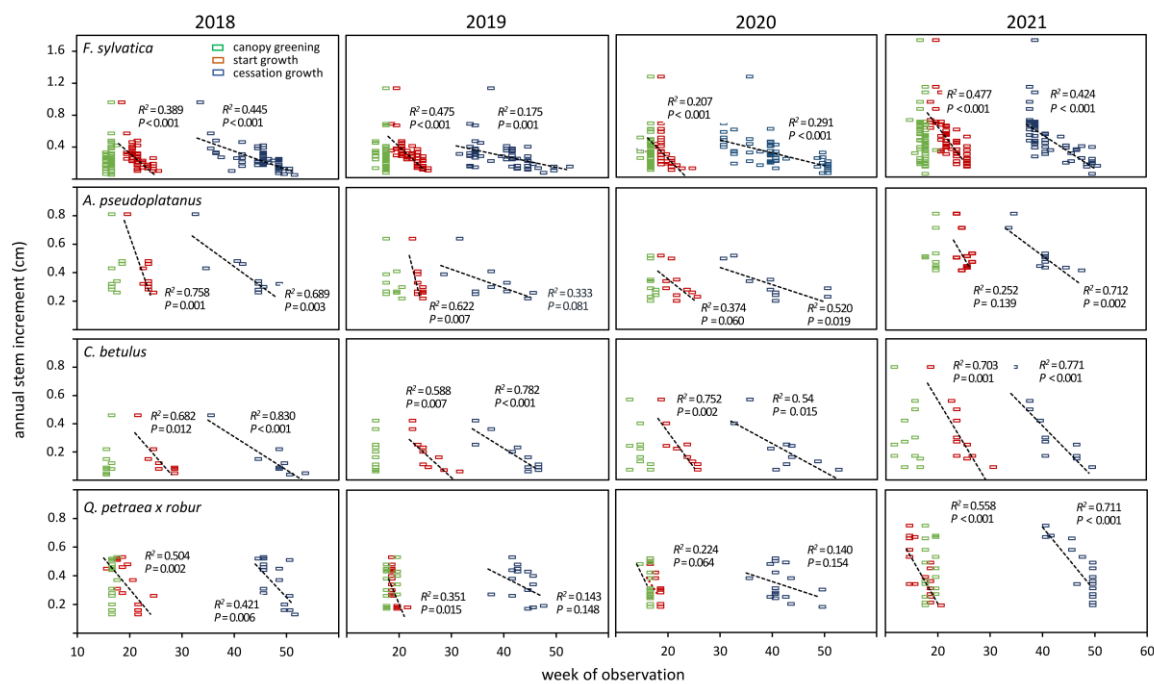 2018 2019 2020 2021
F. sylvatica
canopy greening
start growth
cessation growth
R² = 0.389
P < 0.001
R² = 0.445
P < 0.001
R² = 0.475
P < 0.001
R² = 0.175
P = 0.001
R² = 0.207
P < 0.001
R² = 0.291
P < 0.001
R² = 0.477
P < 0.001
R² = 0.424
P < 0.001
1.6
1.2
0.8
0.4
A. pseudoplatanus
R² = 0.758
P = 0.001
R² = 0.689
P = 0.003
R² = 0.622
P = 0.007
R² = 0.333
P = 0.081
R² = 0.374
P = 0.060
R² = 0.520
P = 0.019
R² = 0.252
P = 0.139
R² = 0.712
P = 0.002
0.8
0.6
0.4
0.2
C. betulus
R² = 0.682
P = 0.012
R² = 0.830
P < 0.001
R² = 0.588
P = 0.007
R² = 0.782
P < 0.001
R² = 0.752
P = 0.002
R² = 0.54
P = 0.015
R² = 0.703
P = 0.001
R² = 0.771
P < 0.001
0.8
0.6
0.4
0.2
Q. petraea x robur
R² = 0.504
P = 0.002
R² = 0.421
P = 0.006
R² = 0.351
P = 0.015
R² = 0.143
P = 0.148
R² = 0.224
P = 0.064
R² = 0.140
P = 0.154
R² = 0.558
P < 0.001
R² = 0.711
P < 0.001
0.8
0.6
0.4
0.2
annual stem increment (cm)
10 20 30 40 50 20 30 40 50 20 30 40 50 20 30 40 50 60
week of observation